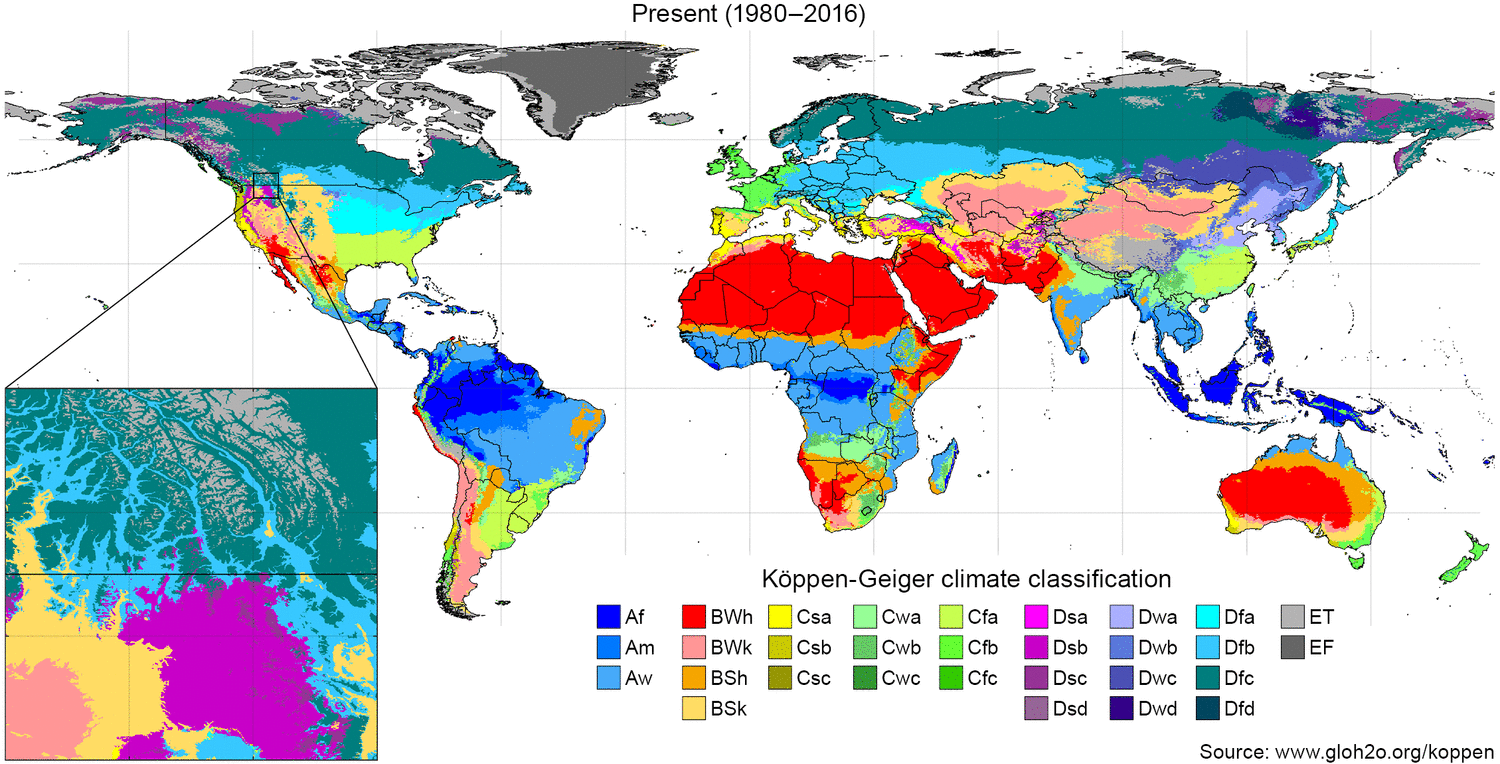 Present (1980–2016)
Köppen-Geiger climate classification
Af BWh Csa Cwa Cfa Dsa Dwa Dfa ET
Am BWk Csb Cwb Cfb Dsb Dwb Dfb EF
Aw BSh Csc Cwc Cfc Dsc Dwc Dfc
BSk Dsd Dwd Dfd
Source: www.gloh2o.org/koppen